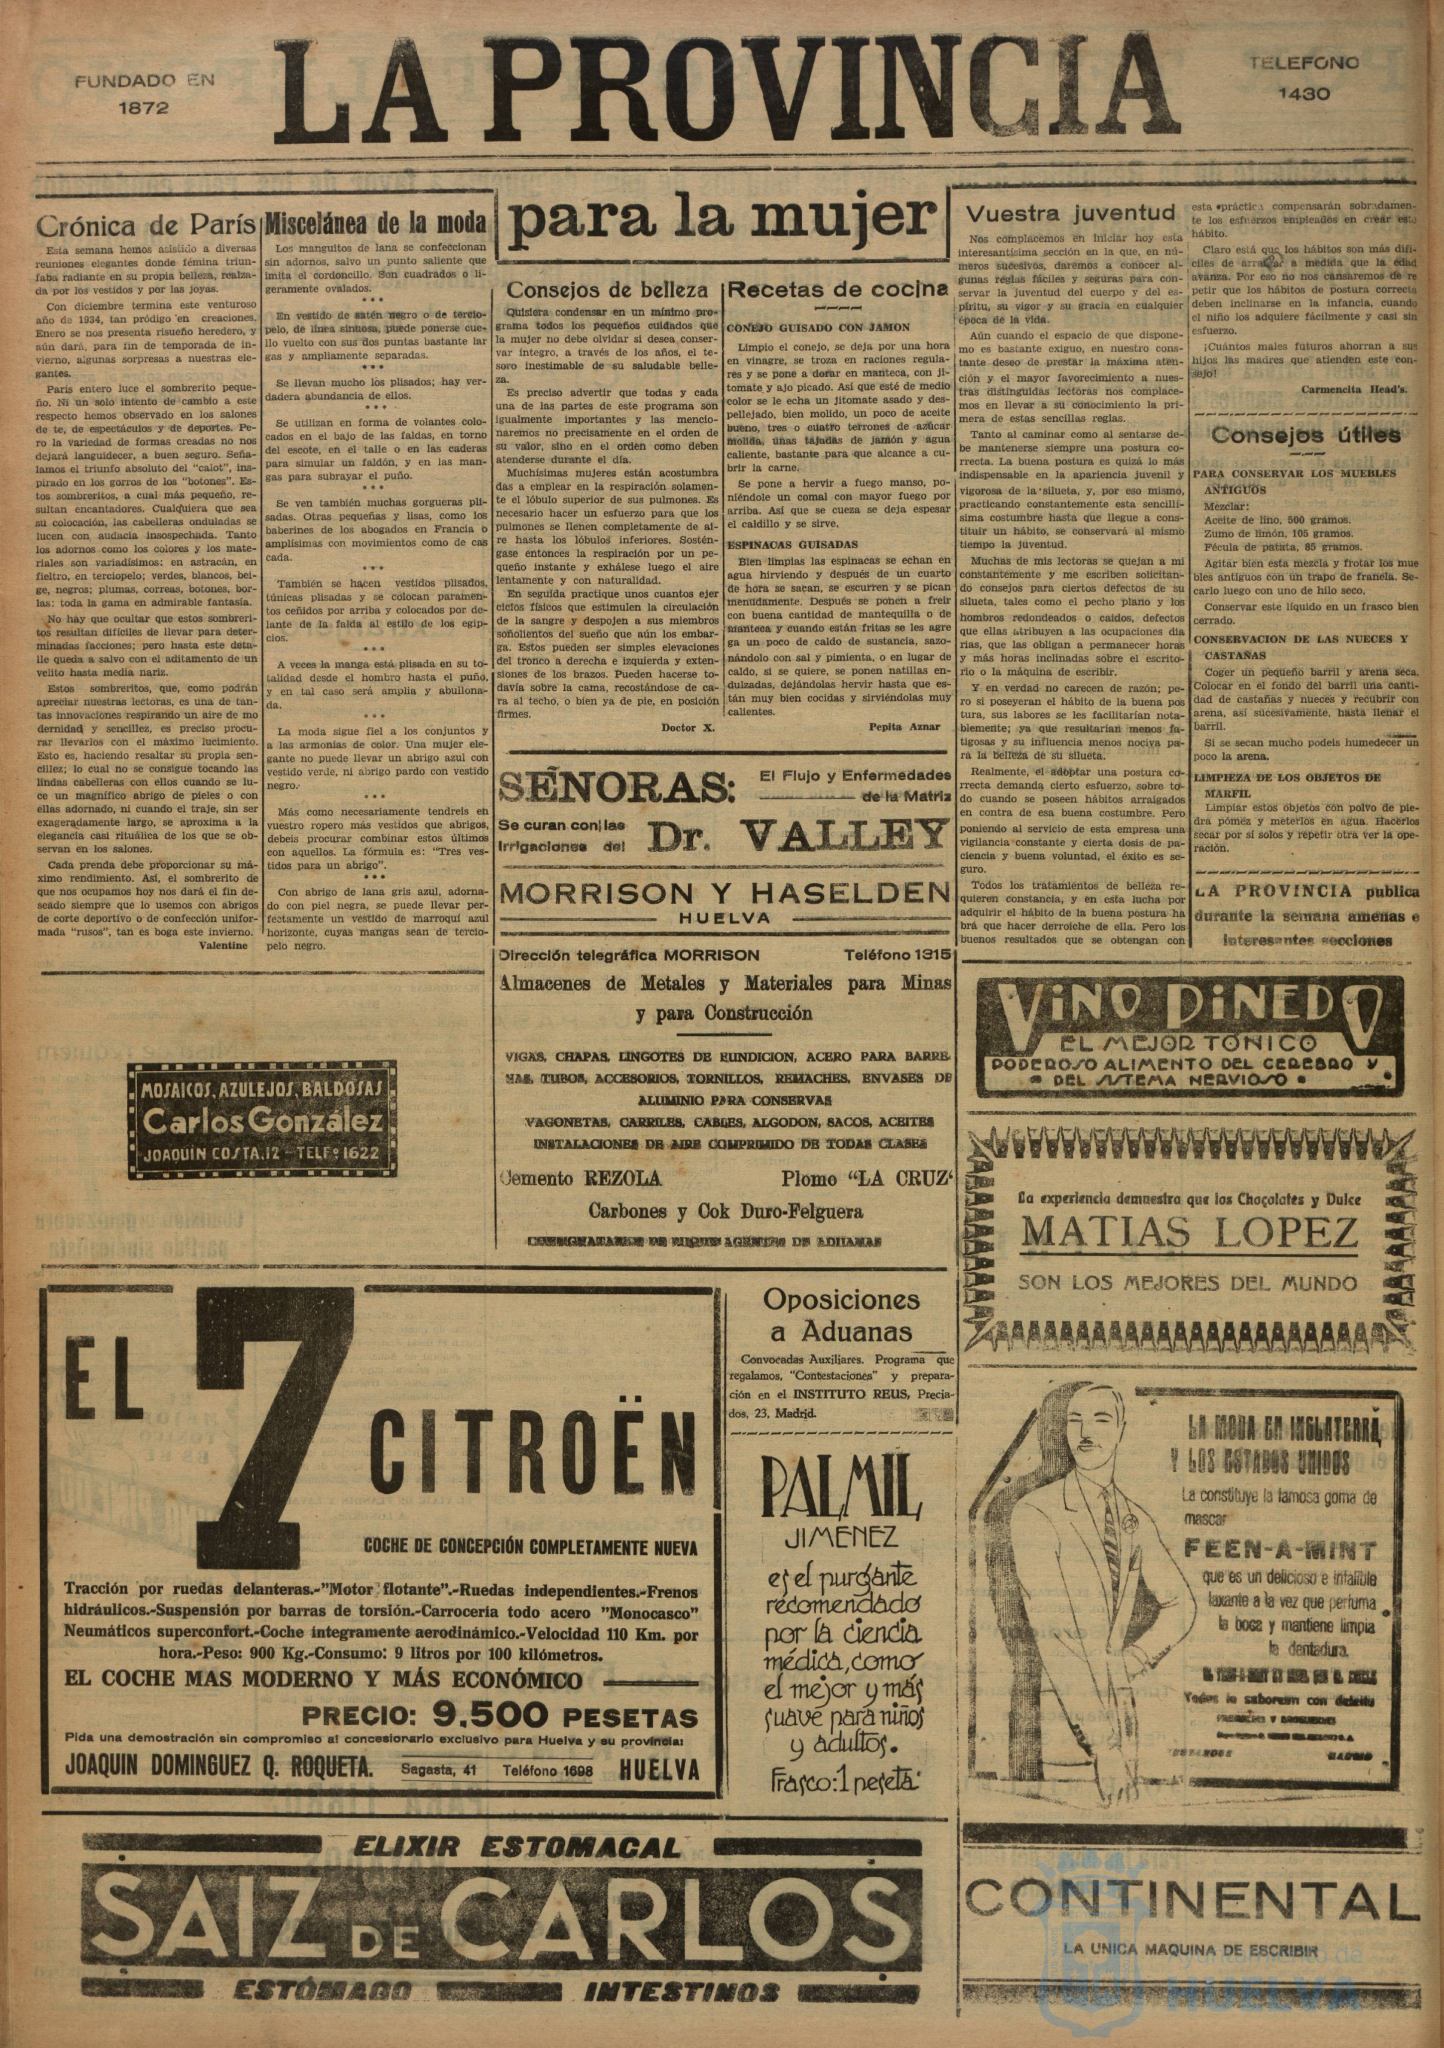 FUNDADO EN
1872
LA PROVINCIA
TELEFONO
1430
para la mujer
Crónica de París
Esta semana hemos asistido a diversas
reuniones elegantes donde fémina triun-
faba radiante en su propia belleza, realza-
da por los vestidos y por las joyas.
Con diciembre termina este venturoso
año de 1934, tan pródigo en creaciones.
Enero se nos presenta risueño heredero, y
aún dará, para fin de temporada de in-
vierno, algunas sorpresas a nuestras ele-
gantes.
París entero luce el sombrerito peque-
ño. Ni un solo intento de cambio a este
respecto hemos observado en los salones
de te, de espectáculos y de deportes. Pe-
ro la variedad de formas creadas no nos
dejará languidecer, a buen seguro. Seña-
lamos el triunfo absoluto del "calot", ins-
pirado en los gorros de los "botones". Es-
tos sombreritos, a cual más pequeño, re-
sultan encantadores. Cualquiera que sea
su colocación, las cabelleras onduladas se
lucen con audacia insospechada. Tanto
los adornos como los colores y los mate-
riales son variadísimos: en astracán, en
fieltro, en terciopelo; verdes, blancos, bei-
ge, negros; plumas, correas, botones, bor-
las: toda la gama en admirable fantasía.
No hay que ocultar que estos sombreri-
tos resultan difíciles de llevar para deter-
minadas facciones; pero hasta este deta-
lle queda a salvo con el aditamento de un
velito hasta media nariz.
Estos sombreritos, que, como podrán
apreciar nuestras lectoras, es una de tan-
tas innovaciones respirando un aire de mo
dernidad y sencillez, es preciso procu-
rar llevarlos con el máximo lucimiento.
Esto es, haciendo resaltar su propia sen-
cillez; lo cual no se consigue tocando las
lindas cabelleras con ellos cuando se lu-
ce un magnífico abrigo de pieles o con
ellas adornado, ni cuando el traje, sin ser
exageradamente largo, se aproxima a la
elegancia casi rituálica de los que se ob-
servan en los salones.
Cada prenda debe proporcionar su má-
ximo rendimiento. Así, el sombrerito de
que nos ocupamos hoy nos dará el fin de-
seado siempre que lo usemos con abrigos
de corte deportivo o de confección unifor-
mada "rusos", tan es boga este invierno.
Valentine
Miscelánea de la moda
Los manguitos de lana se confeccionan
sin adornos, salvo un punto saliente que
imita el cordoncillo. Son cuadrados o li-
geramente ovalados.
* * *
En vestido de satén negro o de tercio-
pelo, de línea sinuosa, puede ponerse cue-
llo vuelto con sus dos puntas bastante lar
gas y ampliamente separadas.
* * *
Se llevan mucho los plisados; hay ver-
dadera abundancia de ellos.
* * *
Se utilizan en forma de volantes colo-
cados en el bajo de las faldas, en torno
del escote, en el talle o en las caderas
para simular un faldón, y en las man-
gas para subrayar el puño.
* * *
Se ven también muchas gorgueras pli-
sadas. Otras pequeñas y lisas, como los
baberines de los abogados en Francia o
amplísimas con movimientos como de cas
cada.
* * *
También se hacen vestidos plisados,
túnicas plisadas y se colocan paramen-
tos ceñidos por arriba y colocados por de-
lante de la falda al estilo de los egip-
cios.
* * *
A veces la manga está plisada en su to-
talidad desde el hombro hasta el puño,
y en tal caso será amplia y abullona-
da.
* * *
La moda sigue fiel a los conjuntos y
a las armonías de color. Una mujer ele-
gante no puede llevar un abrigo azul con
vestido verde, ni abrigo pardo con vestido
negro.
* * *
Más como necesariamente tendreis en
vuestro ropero más vestidos que abrigos,
debeis procurar combinar estos últimos
con aquellos. La fórmula es: "Tres ves-
tidos para un abrigo".
* * *
Con abrigo de lana gris azul, adorna-
do con piel negra, se puede llevar per-
fectamente un vestido de marroquí azul
horizonte, cuyas mangas sean de tercio-
pelo negro.
Consejos de belleza
Quisiera condensar en un mínimo pro
grama todos los pequeños cuidados que
la mujer no debe olvidar si desea conser-
var íntegro, a través de los años, el te-
soro inestimable de su saludable belle-
za.
Es preciso advertir que todas y cada
una de las partes de este programa son
igualmente importantes y las mencio-
naremos no precisamente en el orden de
su valor, sino en el orden como deben
atenderse durante el día.
Muchísimas mujeres están acostumbra
das a emplear en la respiración solamen-
te el lóbulo superior de sus pulmones. Es
necesario hacer un esfuerzo para que los
pulmones se llenen completamente de ai-
re hasta los lóbulos inferiores. Sostén-
gase entonces la respiración por un pe-
queño instante y exhálese luego el aire
lentamente y con naturalidad.
En seguida practique unos cuantos ejer
ciclos físicos que estimulen la circulación
de la sangre y despojen a sus miembros
soñolientos del sueño que aún los embar-
ga. Estos pueden ser simples elevaciones
del tronco a derecha e izquierda y exten-
siones de los brazos. Pueden hacerse to-
davía sobre la cama, recostándose de ca-
ra al techo, o bien ya de pie, en posición
firmes.
Doctor X.
Recetas de cocina
CONEJO GUISADO CON JAMON
Limpio el conejo, se deja por una hora
en vinagre, se troza en raciones regula-
res y se pone a dorar en manteca, con ji-
tomate y ajo picado. Así que esté de medio
color se le echa un jitomate asado y des-
pellejado, bien molido, un poco de aceite
bueno, tres o cuatro terrones de azúcar
molida, unas tajadas de jamón y agua
caliente, bastante para que alcance a cu-
brir la carne.
Se pone a hervir a fuego manso, po-
niéndole un comal con mayor fuego por
arriba. Así que se cueza se deja espesar
el caldillo y se sirve.
ESPINACAS GUISADAS
Bien limpias las espinacas se echan en
agua hirviendo y después de un cuarto
de hora se sacan, se escurren y se pican
menudamente. Después se ponen a freír
con buena cantidad de mantequilla o de
manteca y cuando están fritas se les agre
ga un poco de caldo de sustancia, sazo-
nándolo con sal y pimienta, o en lugar de
caldo, si se quiere, se ponen natillas en-
dulzadas, dejándolas hervir hasta que es-
tán muy bien cocidas y sirviéndolas muy
calientes.
Pepita Aznar
SEÑORAS:
El Flujo y Enfermedades
de la Matriz
Se curan con las
Irrigaciones del
Dr. VALLEY
MORRISON Y HASELDEN
HUELVA
Dirección telegráfica MORRISON Teléfono 1315
Almacenes de Metales y Materiales para Minas
y para Construcción
VIGAS, CHAPAS, LINGOTES DE FUNDICION, ACERO PARA BARRE-
NAS, TUBOS, ACCESORIOS, TORNILLOS, REMACHES, ENVASES DE
ALUMINIO PARA CONSERVAS
VAGONETAS, CARRILES, CABLES, ALGODON, SACOS, ACEITES
INSTALACIONES DE AIRE COMPRIMIDO DE TODAS CLASES
Cemento REZOLA Plomo "LA CRUZ"
Carbones y Cok Duro-Felguera
CONSIGNATARIOS DE BUQUES AGENTES DE ADUANAS
Vuestra juventud
Nos complacemos en iniciar hoy esta
interesantísima sección en la que, en nú-
meros sucesivos, daremos a conocer al-
gunas reglas fáciles y seguras para con-
servar la juventud del cuerpo y del es-
píritu, su vigor y su gracia en cualquier
época de la vida.
Aún cuando el espacio de que dispone-
mo es bastante exiguo, en nuestro cons-
tante deseo de prestar la máxima aten-
ción y el mayor favorecimiento a nues-
tras distinguidas lectoras nos complace-
mos en llevar a su conocimiento la pri-
mera de estas sencillas reglas.
Tanto al caminar como al sentarse de-
be mantenerse siempre una postura co-
rrecta. La buena postura es quizá lo más
indispensable en la apariencia juvenil y
vigorosa de la silueta, y, por eso mismo,
practicando constantemente esta sencillí-
sima costumbre hasta que llegue a cons-
tituir un hábito, se conservará al mismo
tiempo la juventud.
Muchas de mis lectoras se quejan a mí
constantemente y me escriben solicitan-
do consejos para ciertos defectos de su
silueta, tales como el pecho plano y los
hombros redondeados o caídos, defectos
que ellas atribuyen a las ocupaciones dia
rias, que las obligan a permanecer horas
y más horas inclinadas sobre el escrito-
rio o la máquina de escribir.
Y en verdad no carecen de razón; pe-
ro si poseyeran el hábito de la buena pos
tura, sus labores se les facilitarían nota-
blemente; ya que resultarían menos fa-
tigosas y su influencia menos nociva pa-
ra la belleza de su silueta.
Realmente, el adoptar una postura co-
rrecta demanda cierto esfuerzo, sobre to-
do cuando se poseen hábitos arraigados
en contra de esa buena costumbre. Pero
poniendo al servicio de esta empresa una
vigilancia constante y cierta dosis de pa-
ciencia y buena voluntad, el éxito es se-
guro.
Todos los tratamientos de belleza re-
quieren constancia, y en esta lucha por
adquirir el hábito de la buena postura ha
brá que hacer derroche de ella. Pero los
buenos resultados que se obtengan con
esta práctica compensarán sobradamen-
te los esfuerzos empleados en crear este
hábito.
Claro está que los hábitos son más difí-
ciles de arraigar a medida que la edad
avanza. Por eso no nos cansaremos de re
petir que los hábitos de postura correcta
deben inclinarse en la infancia, cuando
el niño los adquiere fácilmente y casi sin
esfuerzo.
¡Cuántos males futuros ahorran a sus
hijos las madres que atienden este con-
sejo!
Carmencita Head's.
Consejos útiles
PARA CONSERVAR LOS MUEBLES
ANTIGUOS
Mezclar:
Aceite de lino, 500 gramos.
Zumo de limón, 105 gramos.
Fécula de patata, 85 gramos.
Agitar bien esta mezcla y frotar los mue
bles antiguos con un trapo de franela. Se-
carlo luego con uno de hilo seco.
Conservar este líquido en un frasco bien
cerrado.
CONSERVACION DE LAS NUECES Y
CASTAÑAS
Coger un pequeño barril y arena seca.
Colocar en el fondo del barril una canti-
dad de castañas y nueces y recubrir con
arena, así sucesivamente, hasta llenar el
barril.
Si se secan mucho podeis humedecer un
poco la arena.
LIMPIEZA DE LOS OBJETOS DE
MARFIL
Limpiar estos objetos con polvo de pie-
dra pómez y meterlos en agua. Hacerlos
secar por sí solos y repetir otra ver la ope-
ración.
LA PROVINCIA publica
durante la semana amenas e
interesantes secciones
MOSAICOS, AZULEJOS, BALDOSAS
Carlos González
JOAQUIN COSTA, 12 - TELFº 1622
VINO PINEDO
EL MEJOR TÓNICO
PODEROSO ALIMENTO DEL CEREBRO Y
DEL SISTEMA NERVIOSO
La experiencia demuestra que los Chocolates y Dulce
MATIAS LOPEZ
SON LOS MEJORES DEL MUNDO
EL 7 CITROËN
COCHE DE CONCEPCIÓN COMPLETAMENTE NUEVA
Tracción por ruedas delanteras.-"Motor flotante".-Ruedas independientes.-Frenos
hidráulicos.-Suspensión por barras de torsión.-Carrocería todo acero "Monocasco"
Neumáticos superconfort.-Coche íntegramente aerodinámico.-Velocidad 110 Km. por
hora.-Peso: 900 Kg.-Consumo: 9 litros por 100 kilómetros.
EL COCHE MAS MODERNO Y MÁS ECONÓMICO
PRECIO: 9.500 PESETAS
Pida una demostración sin compromiso al concesionario exclusivo para Huelva y su provincia:
JOAQUIN DOMINGUEZ Q. ROQUETA. Sagasta, 41 Teléfono 1698 HUELVA
Oposiciones
a Aduanas
Convocadas Auxiliares. Programa que
regalamos, "Contestaciones" y prepara-
ción en el INSTITUTO REUS, Precia-
dos, 23, Madrid.
PALMIL
JIMENEZ
es el purgante
recomendado
por la ciencia
médica, como
el mejor y más
suave para niños
y adultos.
Frasco: 1 peseta
LA MODA EN INGLATERRA
Y LOS ESTADOS UNIDOS
La constituye la famosa goma de
mascar
FEEN-A-MINT
que es un delicioso e infalible
laxante a la vez que perfuma
la boca y mantiene limpia
la dentadura.
Todos lo saborean con deleite
MADRID
ELIXIR ESTOMACAL
SAIZ DE CARLOS
ESTÓMAGO INTESTINOS
CONTINENTAL
LA UNICA MAQUINA DE ESCRIBIR
Ayuntamiento de
HUELVA